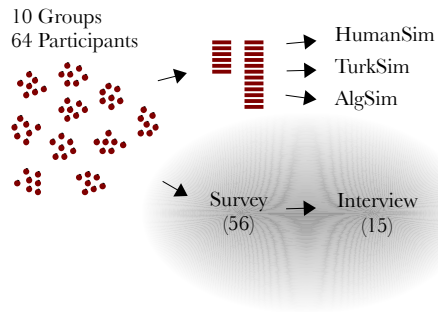 10 Groups
64 Participants
HumanSim
TurkSim
AlgSim
Survey
(56)
Interview
(15)